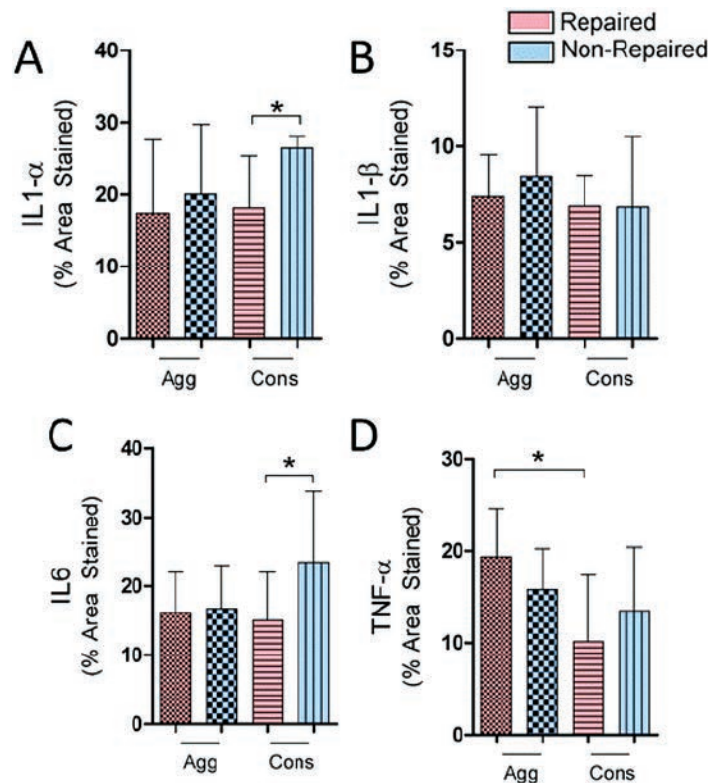 Repaired
Non-Repaired
A
IL1-α
(% Area Stained)
40
30
20
10
0
*
Agg
Cons
B
IL1-β
(% Area Stained)
15
10
5
0
Agg
Cons
C
IL6
(% Area Stained)
40
30
20
10
0
*
Agg
Cons
D
TNF-α
(% Area Stained)
30
20
10
0
*
Agg
Cons